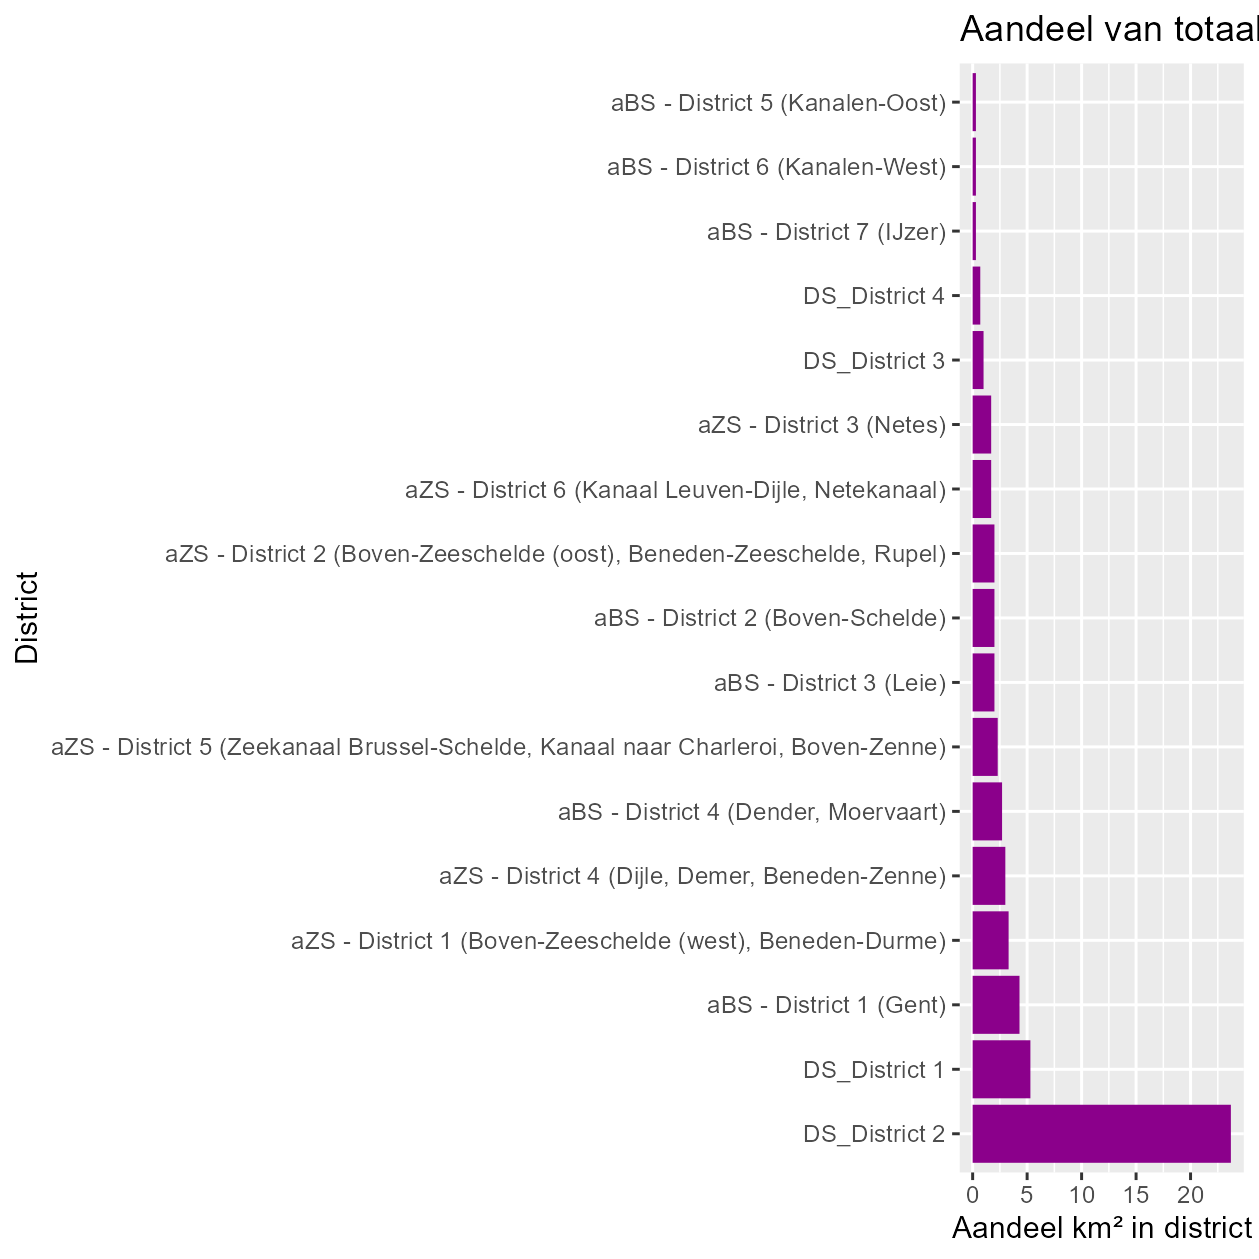 Aandeel van totaal
aBS - District 5 (Kanalen-Oost)
aBS - District 6 (Kanalen-West)
aBS - District 7 (IJzer)
DS_District 4
DS_District 3
aZS - District 3 (Netes)
aZS - District 6 (Kanaal Leuven-Dijle, Netekanaal)
aZS - District 2 (Boven-Zeeschelde (oost), Beneden-Zeeschelde, Rupel)
aBS - District 2 (Boven-Schelde)
aBS - District 3 (Leie)
aZS - District 5 (Zeekanaal Brussel-Schelde, Kanaal naar Charleroi, Boven-Zenne)
aBS - District 4 (Dender, Moervaart)
aZS - District 4 (Dijle, Demer, Beneden-Zenne)
aZS - District 1 (Boven-Zeeschelde (west), Beneden-Durme)
aBS - District 1 (Gent)
DS_District 1
DS_District 2
District
0 5 10 15 20
Aandeel km² in district